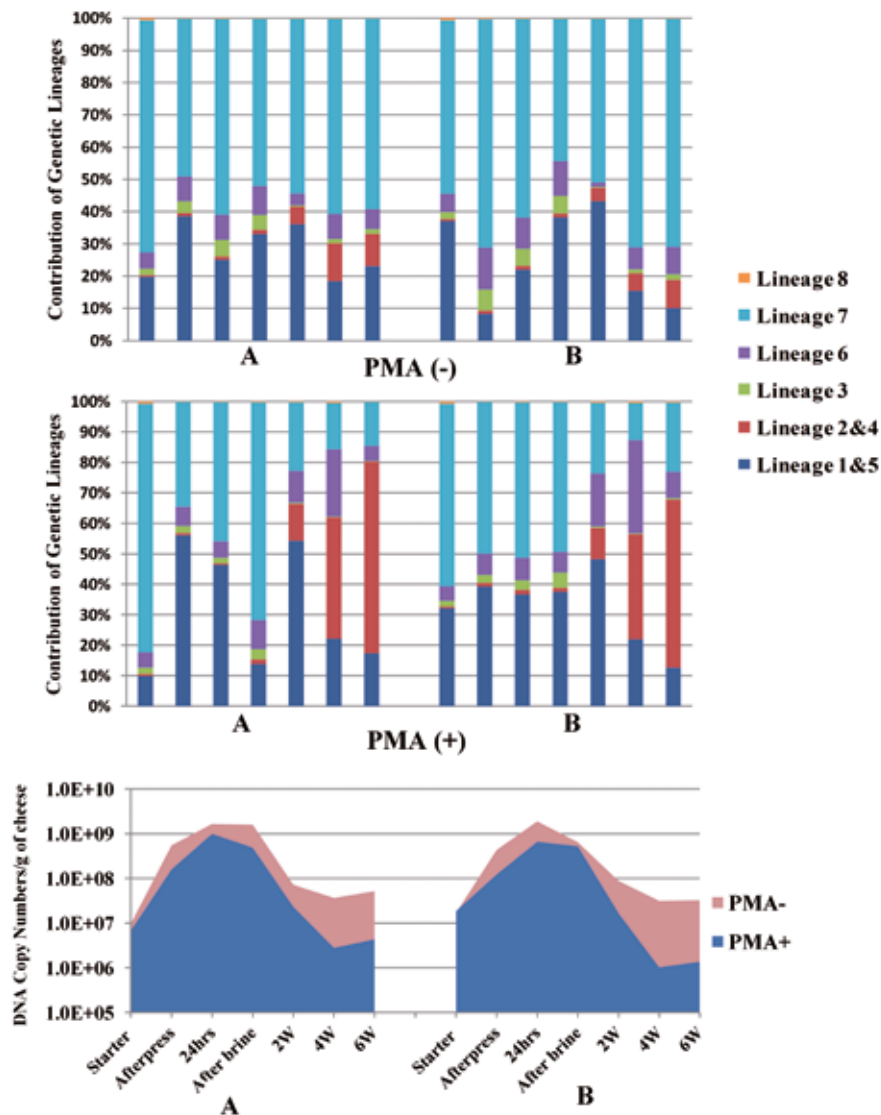 Contribution of Genetic Lineages
100%
90%
80%
70%
60%
50%
40%
30%
20%
10%
0%
A
B
PMA (-)
Lineage 8
Lineage 7
Lineage 6
Lineage 3
Lineage 2&4
Lineage 1&5
Contribution of Genetic Lineages
100%
90%
80%
70%
60%
50%
40%
30%
20%
10%
0%
A
B
PMA (+)
DNA Copy Numbers/g of cheese
1.0E+10
1.0E+09
1.0E+08
1.0E+07
1.0E+06
1.0E+05
PMA-
PMA+
Starter
Afterpress
24hrs
After brine
2W
4W
6W
Starter
Afterpress
24hrs
After brine
2W
4W
6W
A
B